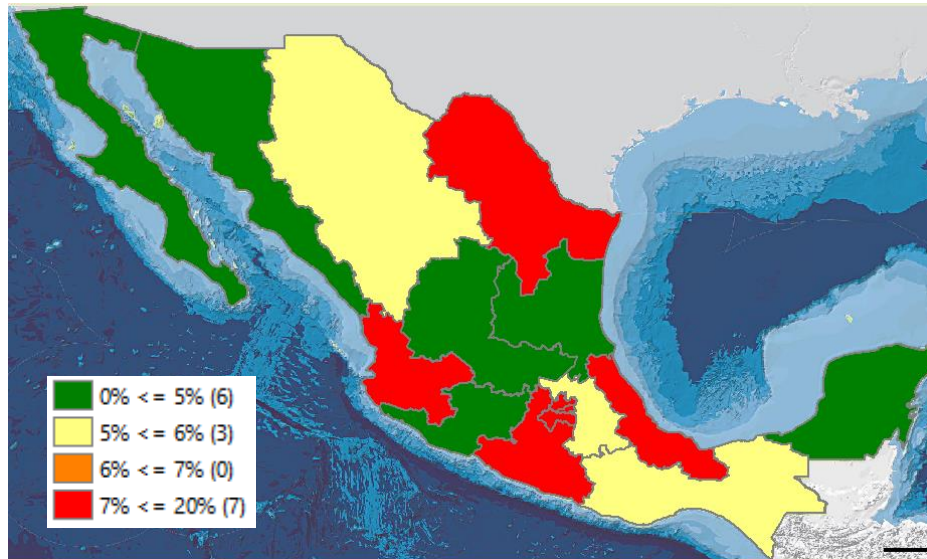 0% <= 5% (6)
5% <= 6% (3)
6% <= 7% (0)
7% <= 20% (7)